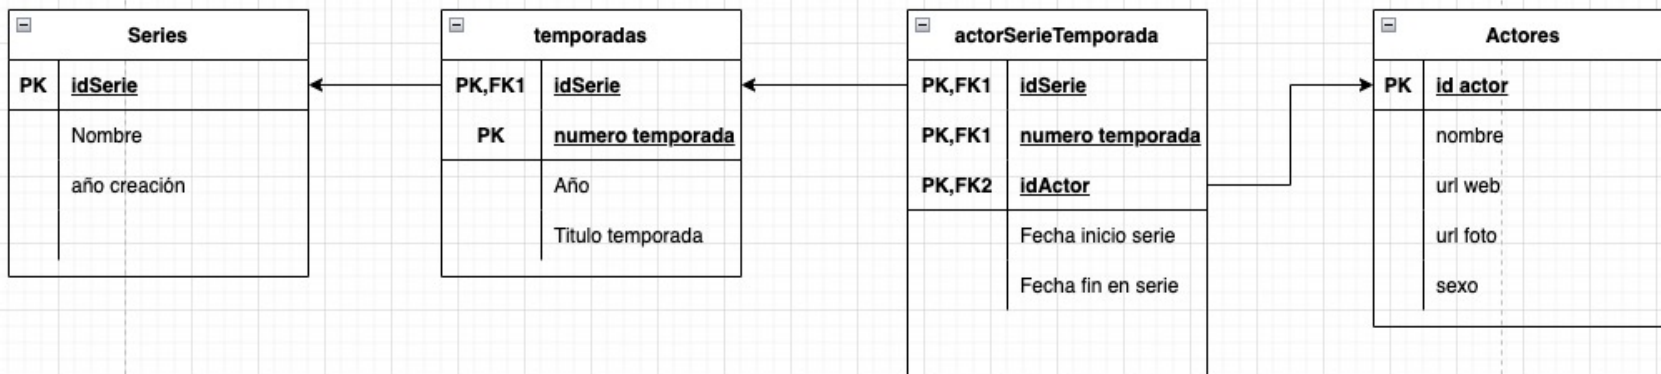 Series
PK idSerie
Nombre
año creación
temporadas
PK,FK1 idSerie
PK numero temporada
Año
Titulo temporada
actorSerieTemporada
PK,FK1 idSerie
PK,FK1 numero temporada
PK,FK2 idActor
Fecha inicio serie
Fecha fin en serie
Actores
PK id actor
nombre
url web
url foto
sexo